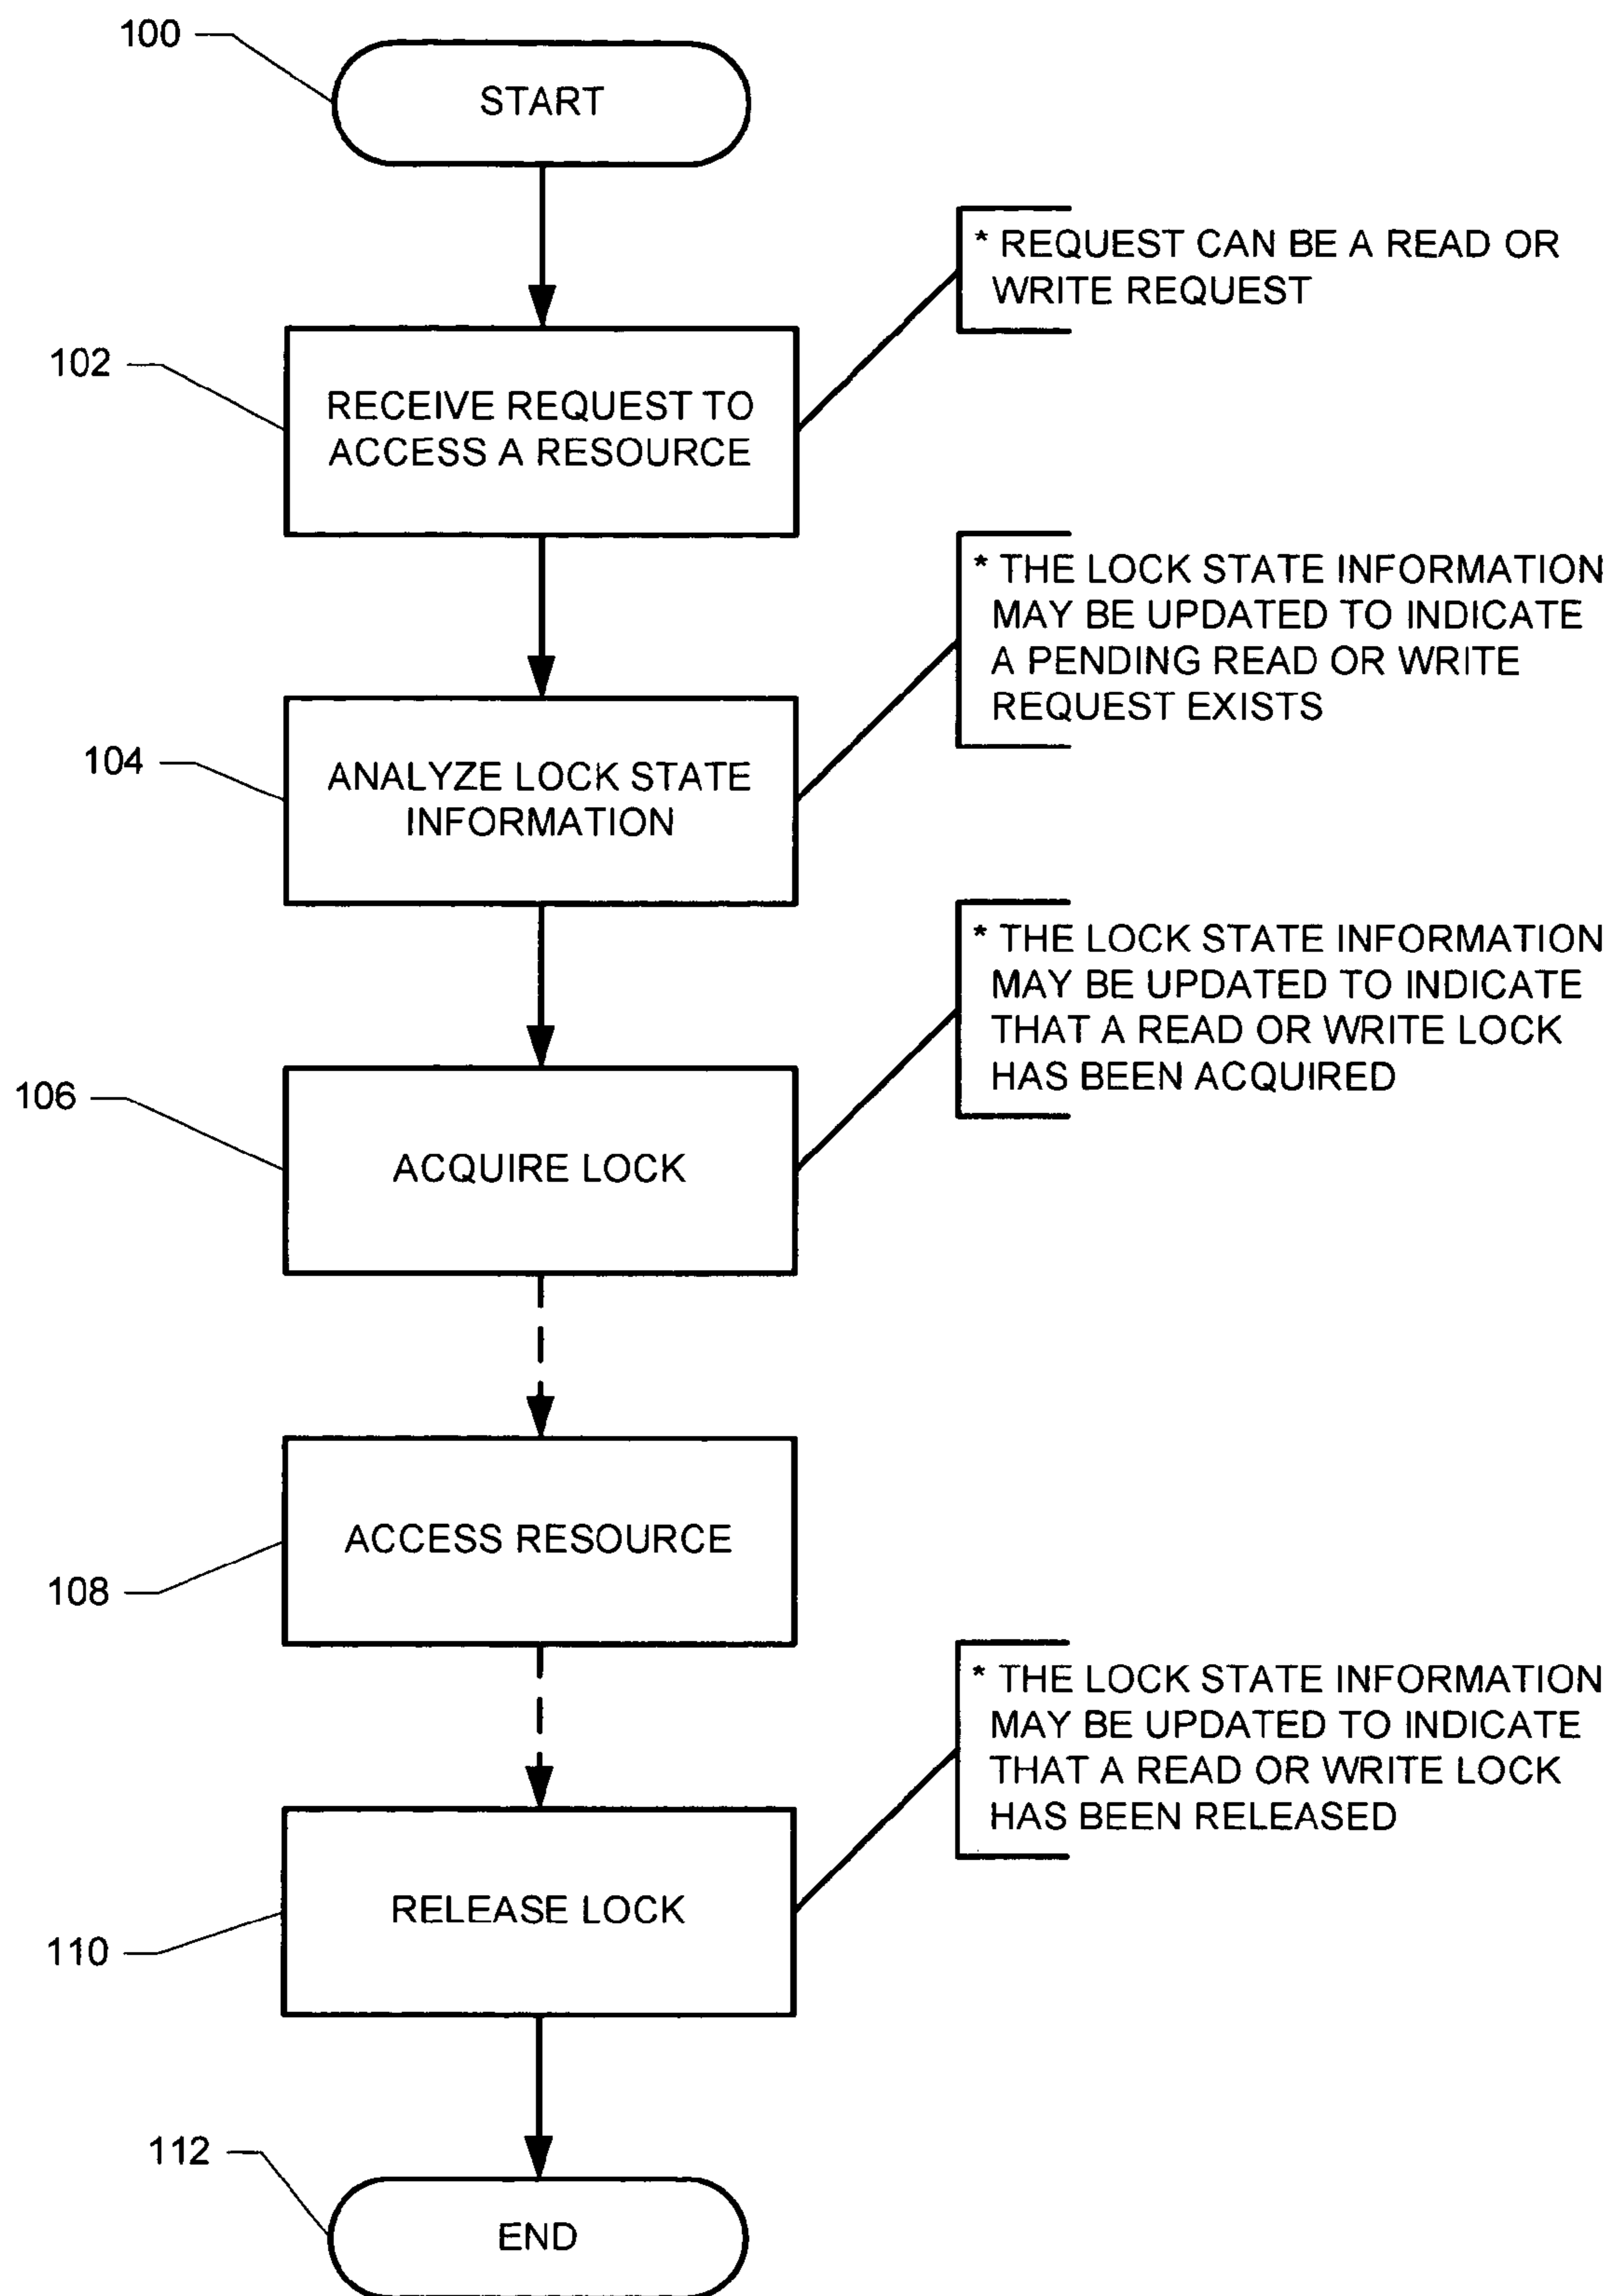 100
START
* REQUEST CAN BE A READ OR
WRITE REQUEST
102
RECEIVE REQUEST TO
ACCESS A RESOURCE
* THE LOCK STATE INFORMATION
MAY BE UPDATED TO INDICATE
A PENDING READ OR WRITE
REQUEST EXISTS
104
ANALYZE LOCK STATE
INFORMATION
* THE LOCK STATE INFORMATION
MAY BE UPDATED TO INDICATE
THAT A READ OR WRITE LOCK
HAS BEEN ACQUIRED
106
ACQUIRE LOCK
ACCESS RESOURCE
108
* THE LOCK STATE INFORMATION
MAY BE UPDATED TO INDICATE
THAT A READ OR WRITE LOCK
HAS BEEN RELEASED
RELEASE LOCK
110
112
END